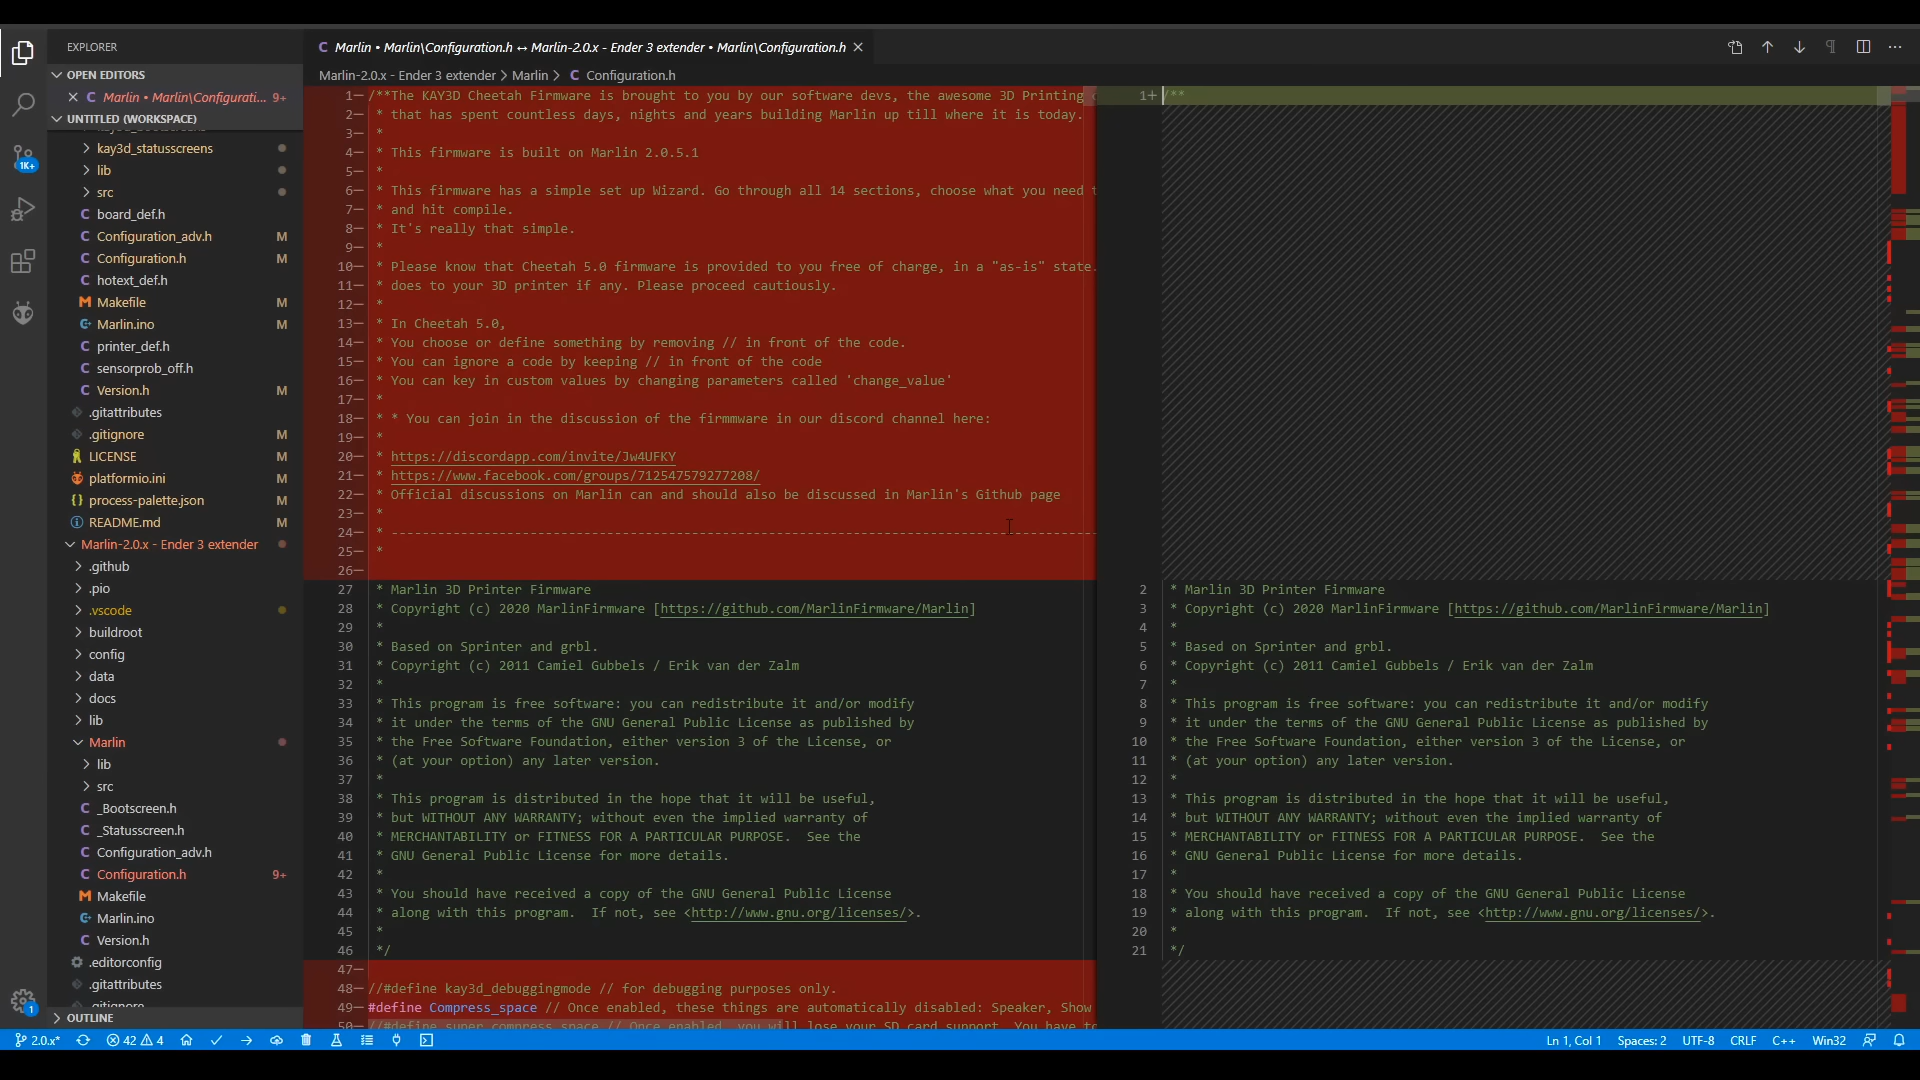 EXPLORER
OPEN EDITORS
Marlin • Marlin\Configurati... 9+
UNTITLED (WORKSPACE)
kay3d_statusscreens
lib
src
board_def.h
Configuration_adv.h M
Configuration.h M
hotext_def.h
Makefile M
Marlin.ino M
printer_def.h
sensorprob_off.h
Version.h M
.gitattributes
.gitignore M
LICENSE M
platformio.ini M
process-palette.json M
README.md M
Marlin-2.0.x - Ender 3 extender
.github
.pio
.vscode
buildroot
config
data
docs
lib
Marlin
lib
src
_Bootscreen.h
_Statusscreen.h
Configuration_adv.h
Configuration.h 9+
Makefile
Marlin.ino
Version.h
.editorconfig
.gitattributes
.gitignore
OUTLINE
1K+
1
Marlin • Marlin\Configuration.h ↔ Marlin-2.0.x - Ender 3 extender • Marlin\Configuration.h
Marlin-2.0.x - Ender 3 extender > Marlin > C Configuration.h
1− /**The KAY3D Cheetah Firmware is brought to you by our software devs, the awesome 3D Printing
2− * that has spent countless days, nights and years building Marlin up till where it is today.
3− *
4− * This firmware is built on Marlin 2.0.5.1
5− *
6− * This firmware has a simple set up Wizard. Go through all 14 sections, choose what you need t
7− * and hit compile.
8− * It's really that simple.
9− *
10− * Please know that Cheetah 5.0 firmware is provided to you free of charge, in a "as-is" state.
11− * does to your 3D printer if any. Please proceed cautiously.
12− *
13− * In Cheetah 5.0,
14− * You choose or define something by removing // in front of the code.
15− * You can ignore a code by keeping // in front of the code
16− * You can key in custom values by changing parameters called 'change_value'
17− *
18− * * You can join in the discussion of the firmmware in our discord channel here:
19− *
20− * https://discordapp.com/invite/Jw4UFKY
21− * https://www.facebook.com/groups/712547579277208/
22− * Official discussions on Marlin can and should also be discussed in Marlin's Github page
23− *
24− * --------------------------------------------------------------------------------------------
25− *
26−
27 * Marlin 3D Printer Firmware
28 * Copyright (c) 2020 MarlinFirmware [https://github.com/MarlinFirmware/Marlin]
29 *
30 * Based on Sprinter and grbl.
31 * Copyright (c) 2011 Camiel Gubbels / Erik van der Zalm
32 *
33 * This program is free software: you can redistribute it and/or modify
34 * it under the terms of the GNU General Public License as published by
35 * the Free Software Foundation, either version 3 of the License, or
36 * (at your option) any later version.
37 *
38 * This program is distributed in the hope that it will be useful,
39 * but WITHOUT ANY WARRANTY; without even the implied warranty of
40 * MERCHANTABILITY or FITNESS FOR A PARTICULAR PURPOSE.  See the
41 * GNU General Public License for more details.
42 *
43 * You should have received a copy of the GNU General Public License
44 * along with this program.  If not, see <http://www.gnu.org/licenses/>.
45 *
46 */
47−
48− //#define kay3d_debuggingmode // for debugging purposes only.
49− #define Compress_space // Once enabled, these things are automatically disabled: Speaker, Show
50− //#define super_compress_space // Once enabled, you will lose your SD card support. You have to
1+ /**
2 * Marlin 3D Printer Firmware
3 * Copyright (c) 2020 MarlinFirmware [https://github.com/MarlinFirmware/Marlin]
4 *
5 * Based on Sprinter and grbl.
6 * Copyright (c) 2011 Camiel Gubbels / Erik van der Zalm
7 *
8 * This program is free software: you can redistribute it and/or modify
9 * it under the terms of the GNU General Public License as published by
10 * the Free Software Foundation, either version 3 of the License, or
11 * (at your option) any later version.
12 *
13 * This program is distributed in the hope that it will be useful,
14 * but WITHOUT ANY WARRANTY; without even the implied warranty of
15 * MERCHANTABILITY or FITNESS FOR A PARTICULAR PURPOSE.  See the
16 * GNU General Public License for more details.
17 *
18 * You should have received a copy of the GNU General Public License
19 * along with this program.  If not, see <http://www.gnu.org/licenses/>.
20 *
21 */
2.0.x* 42 4 Ln 1, Col 1 Spaces: 2 UTF-8 CRLF C++ Win32